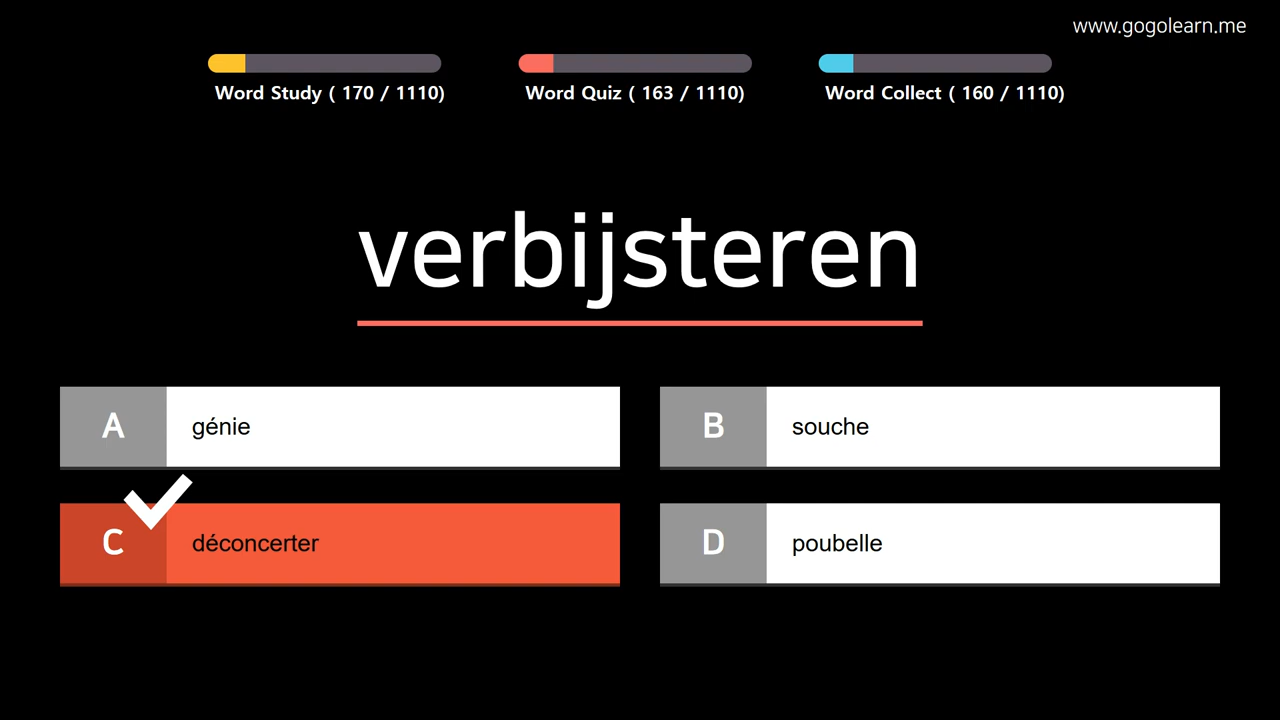 www.gogolearn.me
Word Study ( 170 / 1110)
Word Quiz ( 163 / 1110)
Word Collect ( 160 / 1110)
verbijsteren
A génie
B souche
C déconcerter
D poubelle